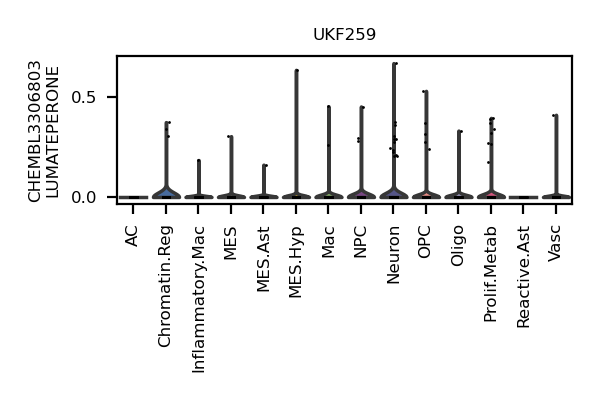 UKF259
CHEMBL3306803
LUMATEPERONE
0.5
0.0
AC
Chromatin.Reg
Inflammatory.Mac
MES
MES.Ast
MES.Hyp
Mac
NPC
Neuron
OPC
Oligo
Prolif.Metab
Reactive.Ast
Vasc